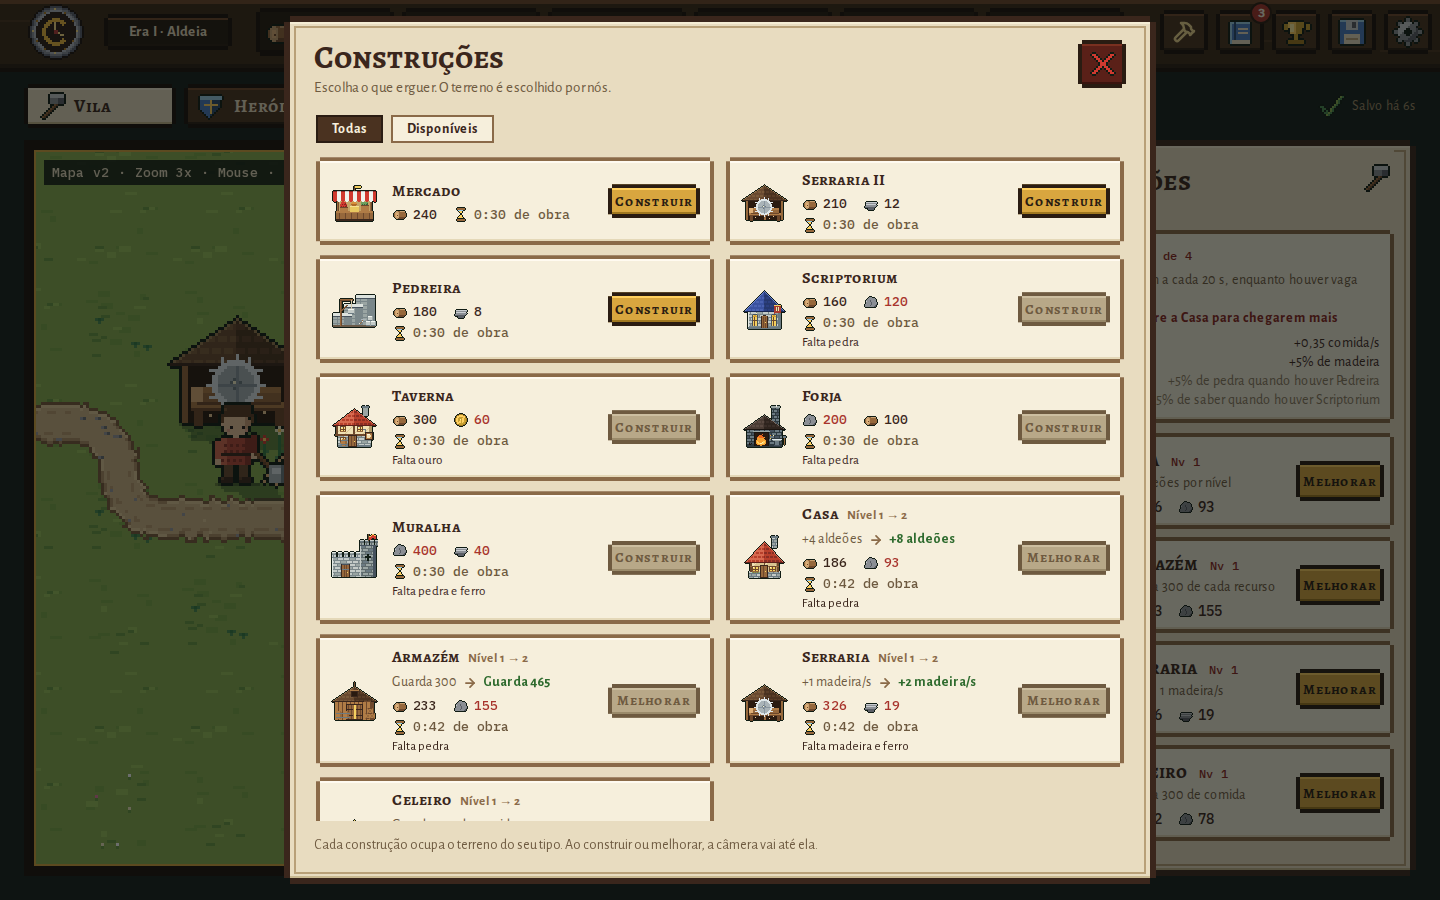 Era I · Aldeia
3
Vila
Herói
Salvo há 6s
Mapa v2 · Zoom 3x · Mouse ·
Construções
Escolha o que erguer. O terreno é escolhido por nós.
Todas
Disponíveis
Mercado
240 0:30 de obra
Construir
Serraria II
210 12
0:30 de obra
Construir
Pedreira
180 8
0:30 de obra
Construir
Scriptorium
160 120
0:30 de obra
Falta pedra
Construir
Taverna
300 60
0:30 de obra
Falta ouro
Construir
Forja
200 100
0:30 de obra
Falta pedra
Construir
Muralha
400 40
0:30 de obra
Falta pedra e ferro
Construir
Casa Nível 1 → 2
+4 aldeões → +8 aldeões
186 93
0:42 de obra
Falta pedra
Melhorar
Armazém Nível 1 → 2
Guarda 300 → Guarda 465
233 155
0:42 de obra
Falta pedra
Melhorar
Serraria Nível 1 → 2
+1 madeira/s → +2 madeira/s
326 19
0:42 de obra
Falta madeira e ferro
Melhorar
Celeiro Nível 1 → 2
Cada construção ocupa o terreno do seu tipo. Ao construir ou melhorar, a câmera vai até ela.
ões
de 4
a cada 20 s, enquanto houver vaga
re a Casa para chegarem mais
+0,35 comida/s
+5% de madeira
+5% de pedra quando houver Pedreira
5% de saber quando houver Scriptorium
Nv 1
eões por nível
6 93
Melhorar
azém Nv 1
300 de cada recurso
3 155
Melhorar
raria Nv 1
1 madeira/s
6 19
Melhorar
eiro Nv 1
300 de comida
2 78
Melhorar